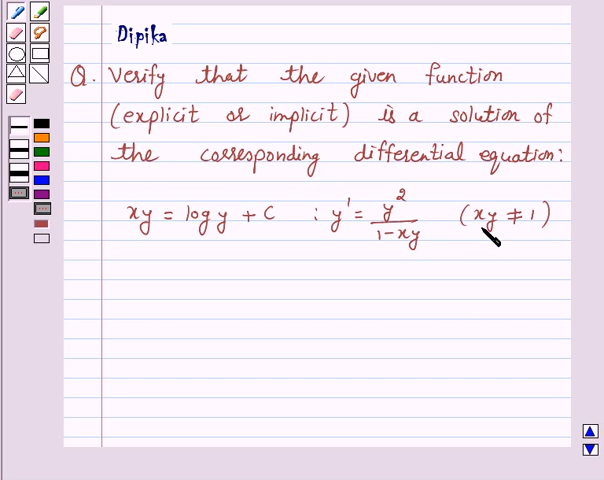 Dipika
Q. Verify that the given function
(explicit or implicit) is a solution of
the corresponding differential equation:
xy = log y + C : y' = y²/1-xy (xy ≠ 1)